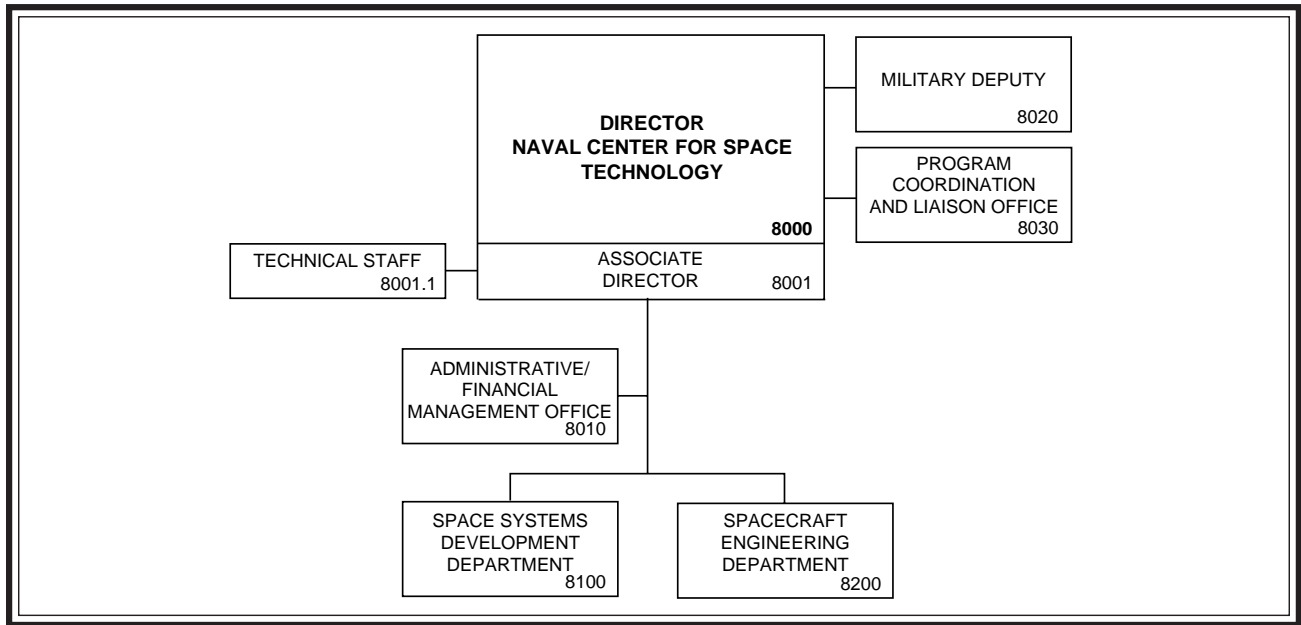 DIRECTOR
NAVAL CENTER FOR SPACE
TECHNOLOGY
8000
MILITARY DEPUTY
8020
PROGRAM
COORDINATION
AND LIAISON OFFICE
8030
TECHNICAL STAFF
8001.1
ASSOCIATE
DIRECTOR
8001
ADMINISTRATIVE/
FINANCIAL
MANAGEMENT OFFICE
8010
SPACE SYSTEMS
DEVELOPMENT
DEPARTMENT
8100
SPACECRAFT
ENGINEERING
DEPARTMENT
8200